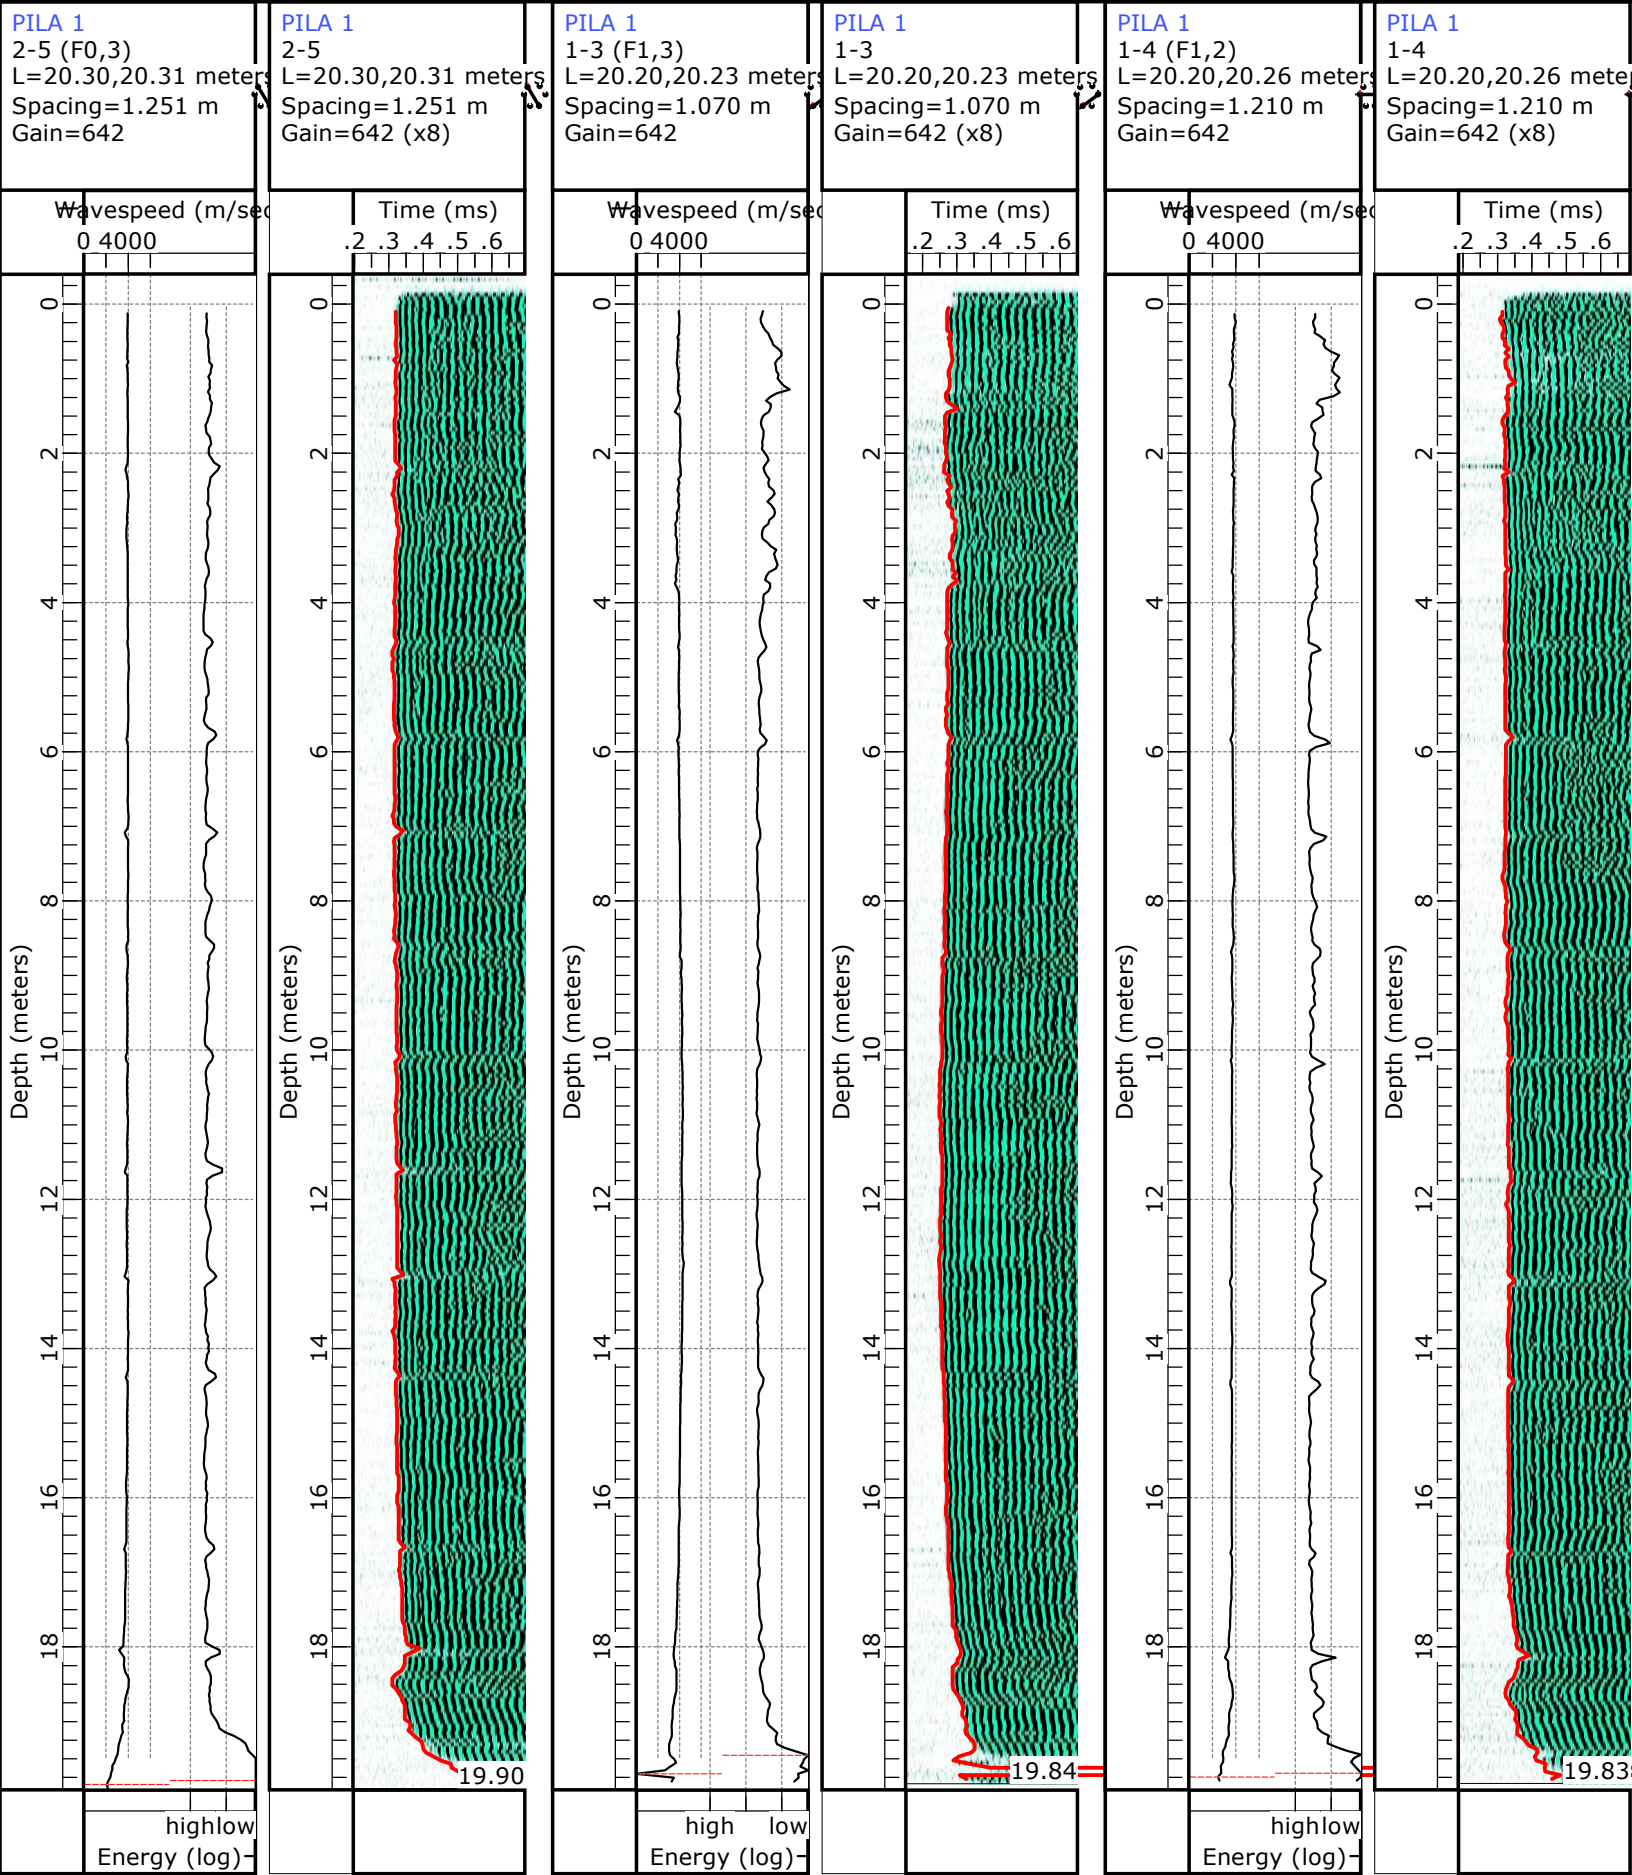 PILA 1
2-5 (F0,3)
L=20.30,20.31 meters
Spacing=1.251 m
Gain=642
Wavespeed (m/sec
0 4000
Depth (meters)
0
2
4
6
8
10
12
14
16
18
highlow
Energy (log)
PILA 1
2-5
L=20.30,20.31 meters
Spacing=1.251 m
Gain=642 (x8)
Time (ms)
.2 .3 .4 .5 .6
Depth (meters)
0
2
4
6
8
10
12
14
16
18
19.90
PILA 1
1-3 (F1,3)
L=20.20,20.23 meters
Spacing=1.070 m
Gain=642
Wavespeed (m/sec
0 4000
Depth (meters)
0
2
4
6
8
10
12
14
16
18
high low
Energy (log)
PILA 1
1-3
L=20.20,20.23 meters
Spacing=1.070 m
Gain=642 (x8)
Time (ms)
.2 .3 .4 .5 .6
Depth (meters)
0
2
4
6
8
10
12
14
16
18
19.84
PILA 1
1-4 (F1,2)
L=20.20,20.26 meters
Spacing=1.210 m
Gain=642
Wavespeed (m/sec
0 4000
Depth (meters)
0
2
4
6
8
10
12
14
16
18
highlow
Energy (log)
PILA 1
1-4
L=20.20,20.26 meter
Spacing=1.210 m
Gain=642 (x8)
Time (ms)
.2 .3 .4 .5 .6
Depth (meters)
0
2
4
6
8
10
12
14
16
18
19.83